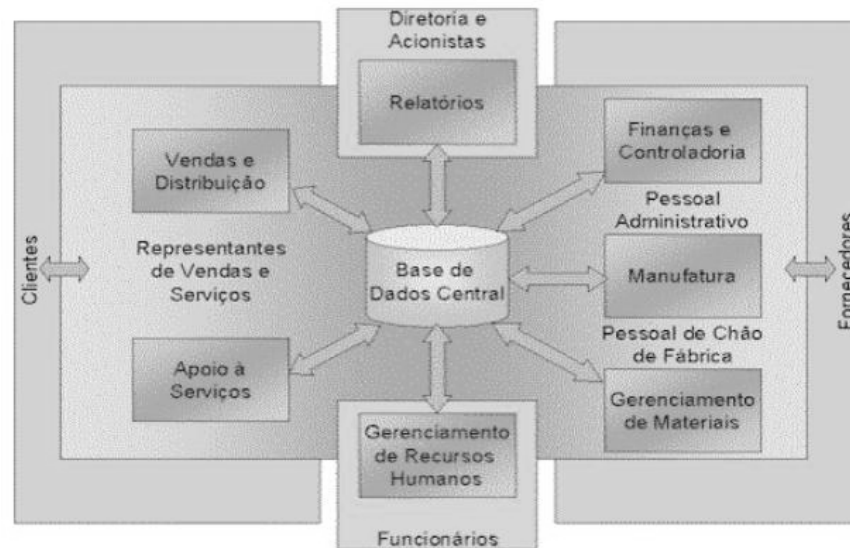 Diretoria e
Acionistas
Relatórios
Vendas e
Distribuição
Finanças e
Controladoria
Pessoal
Administrativo
Clientes
Representantes
de Vendas e
Serviços
Base de
Dados Central
Manufatura
Fornecedores
Pessoal de Chão
de Fábrica
Apoio à
Serviços
Gerenciamento
de Materiais
Gerenciamento
de Recursos
Humanos
Funcionários